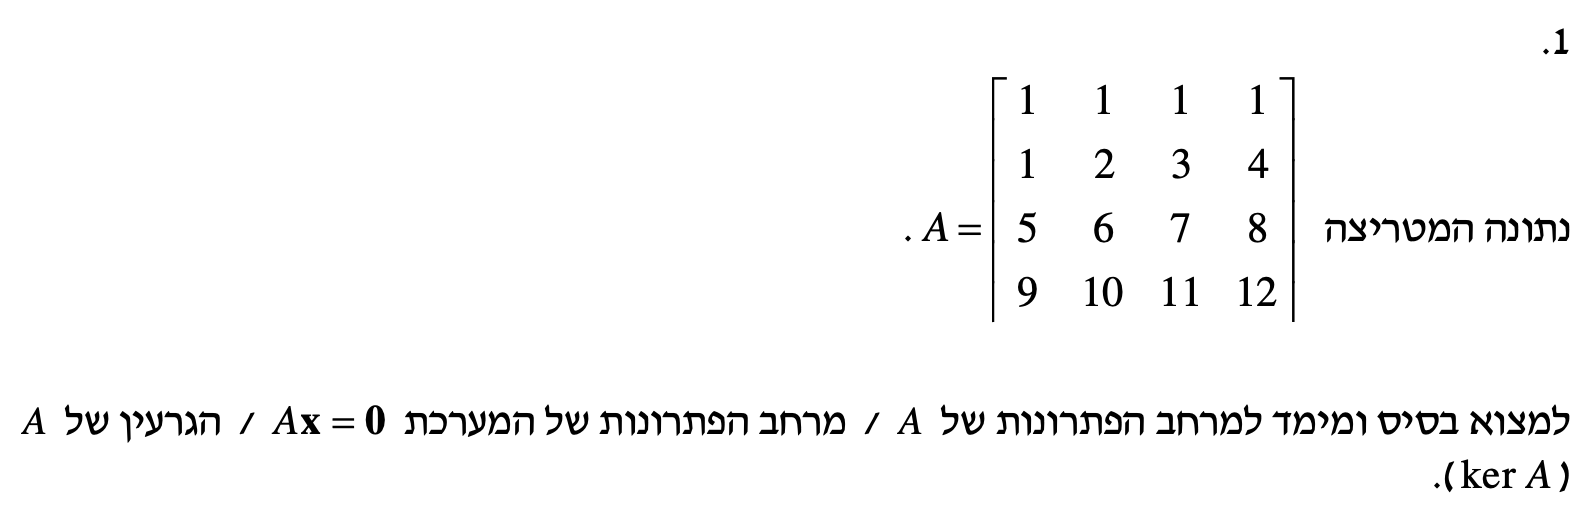 1.
1 1 1 1
1 2 3 4
נתונה המטריצה A = 5 6 7 8 .
9 10 11 12
למצוא בסיס ומימד למרחב הפתרונות של A / מרחב הפתרונות של המערכת Ax = 0 / הגרעין של A
(ker A).